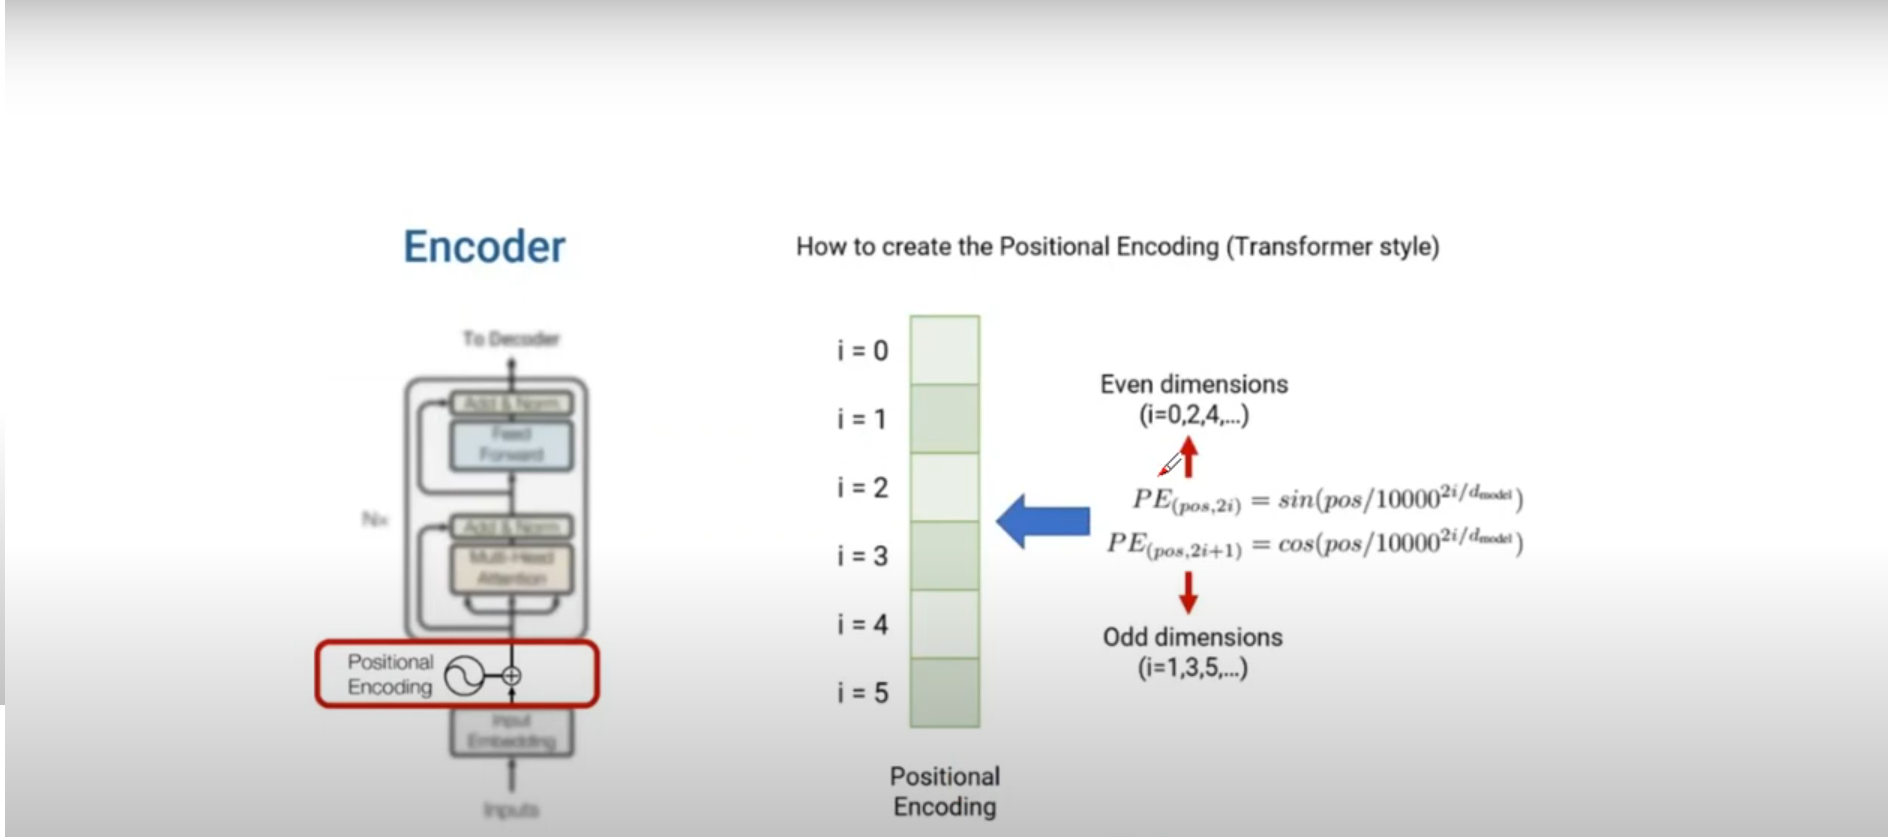 Encoder
How to create the Positional Encoding (Transformer style)
To Decoder
Add & Norm
Feed
Forward
Nx
Add & Norm
Multi-Head
Attention
Positional
Encoding
Input
Embedding
Inputs
i = 0
i = 1
i = 2
i = 3
i = 4
i = 5
Positional
Encoding
Even dimensions
(i=0,2,4,...)
PE(pos,2i) = sin(pos/10000^2i/dmodel)
PE(pos,2i+1) = cos(pos/10000^2i/dmodel)
Odd dimensions
(i=1,3,5,...)